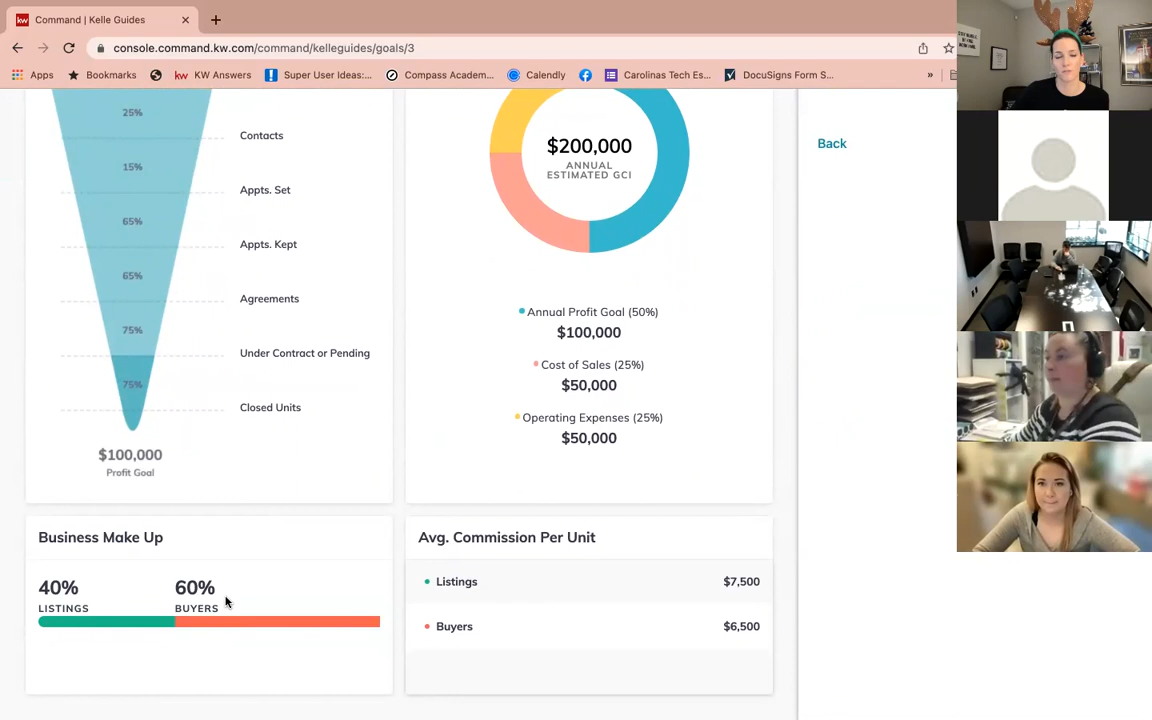 kw Command | Kelle Guides
console.command.kw.com/command/kelleguides/goals/3
Apps Bookmarks kw KW Answers Super User Ideas:... Compass Academ... Calendly Carolinas Tech Es... DocuSigns Form S... »
25%
Contacts
15%
Appts. Set
65%
Appts. Kept
65%
Agreements
75%
Under Contract or Pending
75%
Closed Units
$100,000
Profit Goal
$200,000
ANNUAL
ESTIMATED GCI
Annual Profit Goal (50%)
$100,000
Cost of Sales (25%)
$50,000
Operating Expenses (25%)
$50,000
Back
Business Make Up
40% 60%
LISTINGS BUYERS
Avg. Commission Per Unit
Listings $7,500
Buyers $6,500